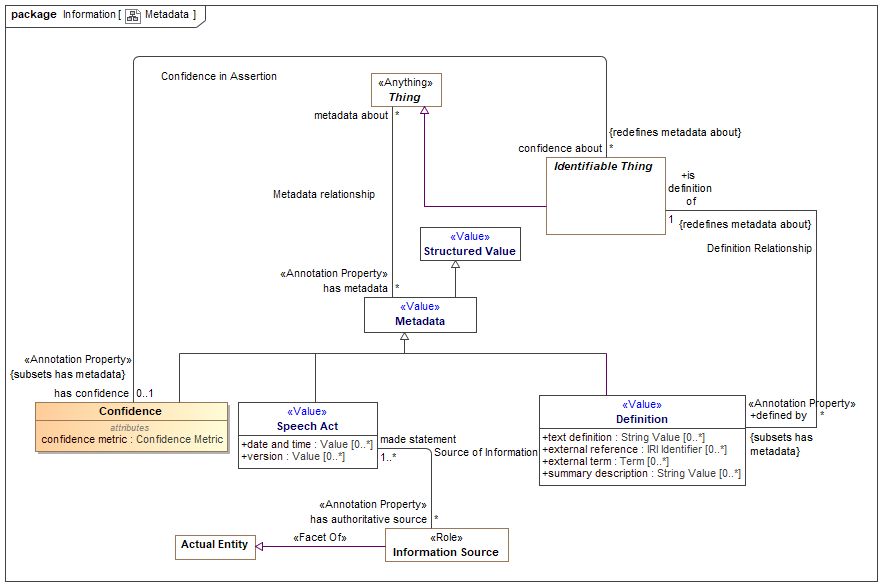 package Information [ Metadata ]
Confidence in Assertion
«Anything»
Thing
metadata about *
{redefines metadata about}
confidence about *
Identifiable Thing
+is
definition
of
1 {redefines metadata about}
Metadata relationship
Definition Relationship
«Value»
Structured Value
«Annotation Property»
has metadata *
«Value»
Metadata
«Annotation Property»
{subsets has metadata}
has confidence 0..1
Confidence
attributes
confidence metric : Confidence Metric
«Value»
Speech Act
+date and time : Value [0..*]
+version : Value [0..*]
made statement
1..*
Source of Information
«Value»
Definition
+text definition : String Value [0..*]
+external reference : IRI Identifier [0..*]
+external term : Term [0..*]
+summary description : String Value [0..*]
«Annotation Property»
+defined by *
{subsets has
metadata}
«Annotation Property»
has authoritative source *
Actual Entity
«Facet Of»
«Role»
Information Source